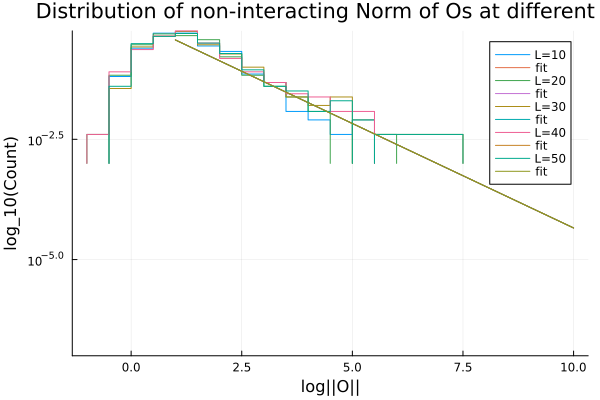 Distribution of non-interacting Norm of Os at different
log_10(Count)
10^-2.5
10^-5.0
0.0 2.5 5.0 7.5 10.0
log||O||
L=10
fit
L=20
fit
L=30
fit
L=40
fit
L=50
fit